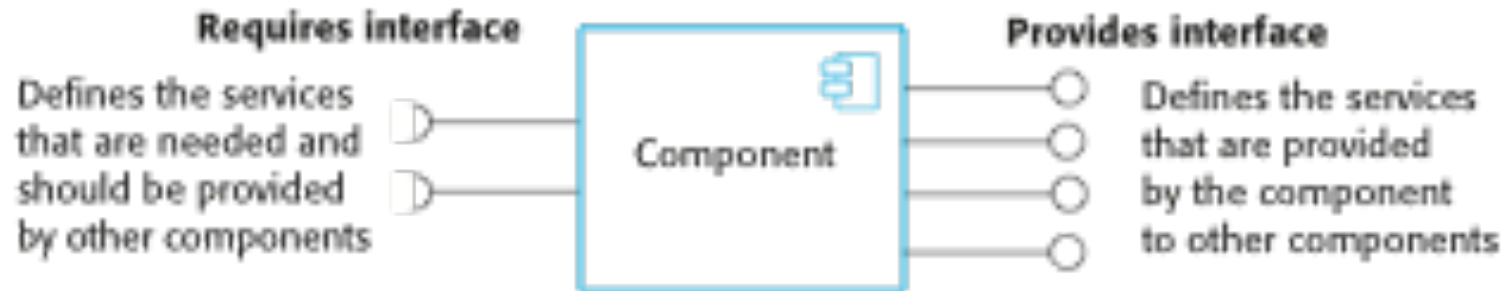 Requires interface
Defines the services
that are needed and
should be provided
by other components
Component
Provides interface
Defines the services
that are provided
by the component
to other components